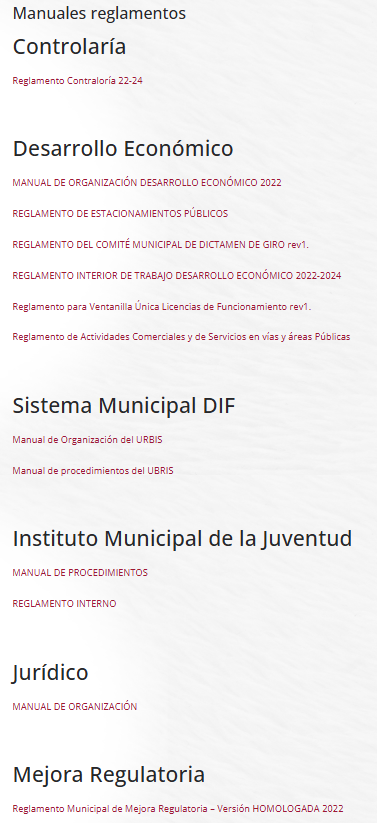 Manuales reglamentos
Controlaría
Reglamento Contraloría 22-24
Desarrollo Económico
MANUAL DE ORGANIZACIÓN DESARROLLO ECONÓMICO 2022
REGLAMENTO DE ESTACIONAMIENTOS PÚBLICOS
REGLAMENTO DEL COMITÉ MUNICIPAL DE DICTAMEN DE GIRO rev1.
REGLAMENTO INTERIOR DE TRABAJO DESARROLLO ECONÓMICO 2022-2024
Reglamento para Ventanilla Única Licencias de Funcionamiento rev1.
Reglamento de Actividades Comerciales y de Servicios en vías y áreas Públicas
Sistema Municipal DIF
Manual de Organización del URBIS
Manual de procedimientos del UBRIS
Instituto Municipal de la Juventud
MANUAL DE PROCEDIMIENTOS
REGLAMENTO INTERNO
Jurídico
MANUAL DE ORGANIZACIÓN
Mejora Regulatoria
Reglamento Municipal de Mejora Regulatoria – Versión HOMOLOGADA 2022